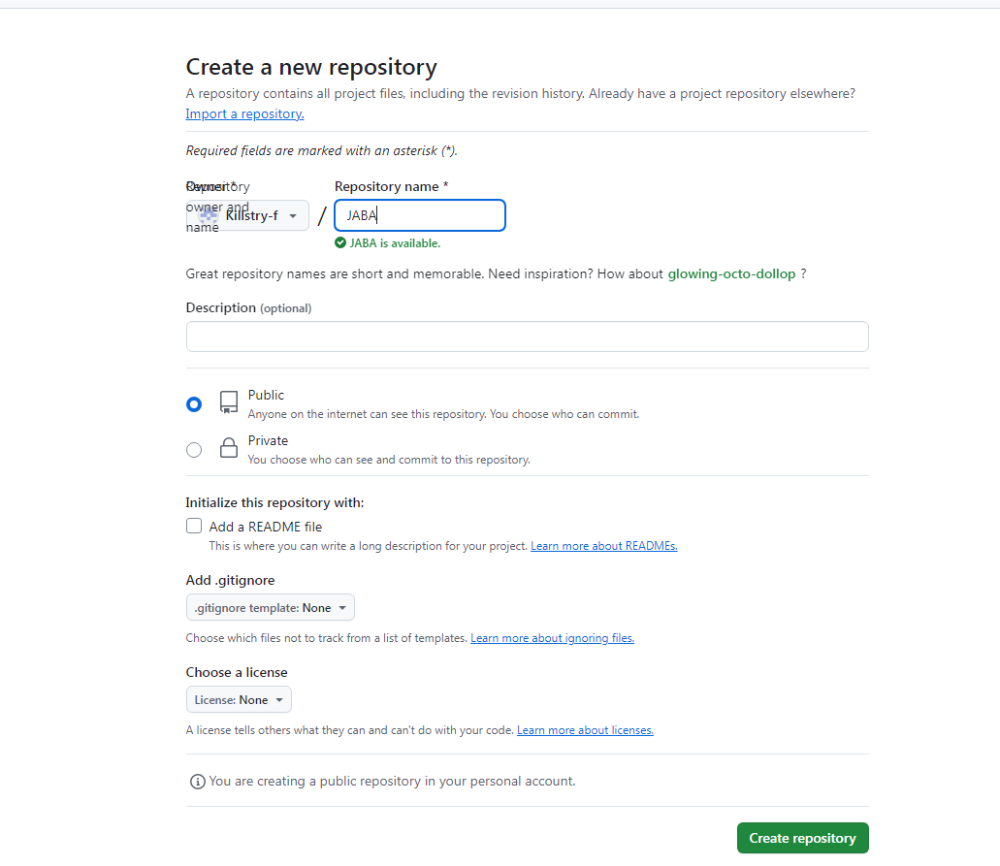 Create a new repository
A repository contains all project files, including the revision history. Already have a project repository elsewhere?
Import a repository.
Required fields are marked with an asterisk (*).
Owner *
Repository
owner and
name
Killstry-f
/
Repository name *
JABA
JABA is available.
Great repository names are short and memorable. Need inspiration? How about glowing-octo-dollop ?
Description (optional)
Public
Anyone on the internet can see this repository. You choose who can commit.
Private
You choose who can see and commit to this repository.
Initialize this repository with:
Add a README file
This is where you can write a long description for your project. Learn more about READMEs.
Add .gitignore
.gitignore template: None
Choose which files not to track from a list of templates. Learn more about ignoring files.
Choose a license
License: None
A license tells others what they can and can't do with your code. Learn more about licenses.
You are creating a public repository in your personal account.
Create repository